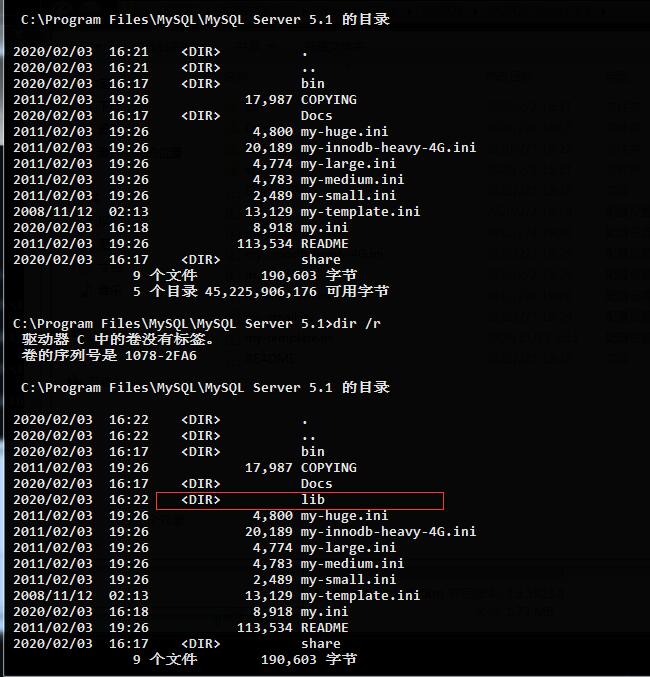 C:\Program Files\MySQL\MySQL Server 5.1 的目录
2020/02/03  16:21    <DIR>          .
2020/02/03  16:21    <DIR>          ..
2020/02/03  16:17    <DIR>          bin
2011/02/03  19:26            17,987 COPYING
2020/02/03  16:17    <DIR>          Docs
2011/02/03  19:26             4,800 my-huge.ini
2011/02/03  19:26            20,189 my-innodb-heavy-4G.ini
2011/02/03  19:26             4,774 my-large.ini
2011/02/03  19:26             4,783 my-medium.ini
2011/02/03  19:26             2,489 my-small.ini
2008/11/12  02:13            13,129 my-template.ini
2020/02/03  16:18             8,918 my.ini
2011/02/03  19:26           113,534 README
2020/02/03  16:17    <DIR>          share
9 个文件        190,603 字节
5 个目录 45,225,906,176 可用字节
C:\Program Files\MySQL\MySQL Server 5.1>dir /r
驱动器 C 中的卷没有标签。
卷的序列号是 1078-2FA6
C:\Program Files\MySQL\MySQL Server 5.1 的目录
2020/02/03  16:22    <DIR>          .
2020/02/03  16:22    <DIR>          ..
2020/02/03  16:17    <DIR>          bin
2011/02/03  19:26            17,987 COPYING
2020/02/03  16:17    <DIR>          Docs
2020/02/03  16:22    <DIR>          lib
2011/02/03  19:26             4,800 my-huge.ini
2011/02/03  19:26            20,189 my-innodb-heavy-4G.ini
2011/02/03  19:26             4,774 my-large.ini
2011/02/03  19:26             4,783 my-medium.ini
2011/02/03  19:26             2,489 my-small.ini
2008/11/12  02:13            13,129 my-template.ini
2020/02/03  16:18             8,918 my.ini
2011/02/03  19:26           113,534 README
2020/02/03  16:17    <DIR>          share
9 个文件        190,603 字节